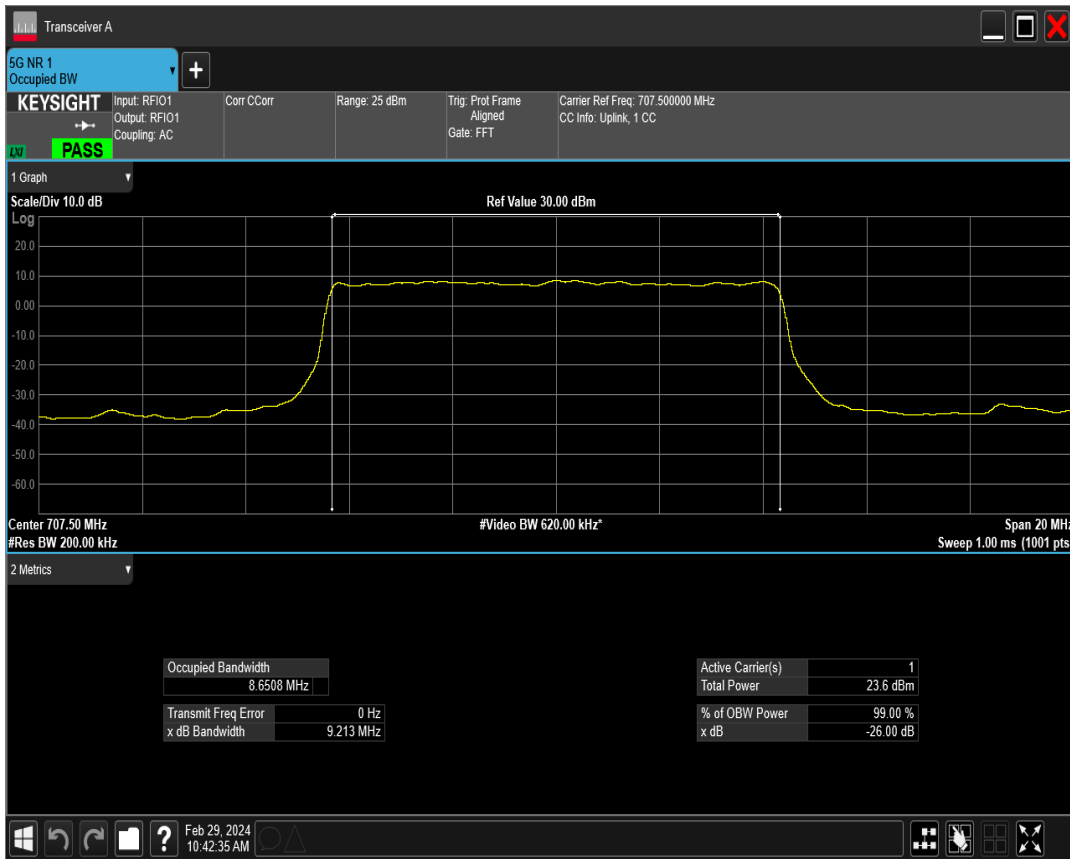 Transceiver A
5G NR 1
Occupied BW
+
KEYSIGHT
LXI
PASS
Input: RFIO1
Output: RFIO1
Coupling: AC
Corr CCorr
Range: 25 dBm
Trig: Prot Frame
Aligned
Gate: FFT
Carrier Ref Freq: 707.500000 MHz
CC Info: Uplink, 1 CC
1 Graph
Scale/Div 10.0 dB
Ref Value 30.00 dBm
Log
20.0
10.0
0.00
-10.0
-20.0
-30.0
-40.0
-50.0
-60.0
Center 707.50 MHz
#Video BW 620.00 kHz*
Span 20 MHz
#Res BW 200.00 kHz
Sweep 1.00 ms (1001 pts
2 Metrics
Occupied Bandwidth
8.6508 MHz
Transmit Freq Error 0 Hz
x dB Bandwidth 9.213 MHz
Active Carrier(s) 1
Total Power 23.6 dBm
% of OBW Power 99.00 %
x dB -26.00 dB
?
Feb 29, 2024
10:42:35 AM